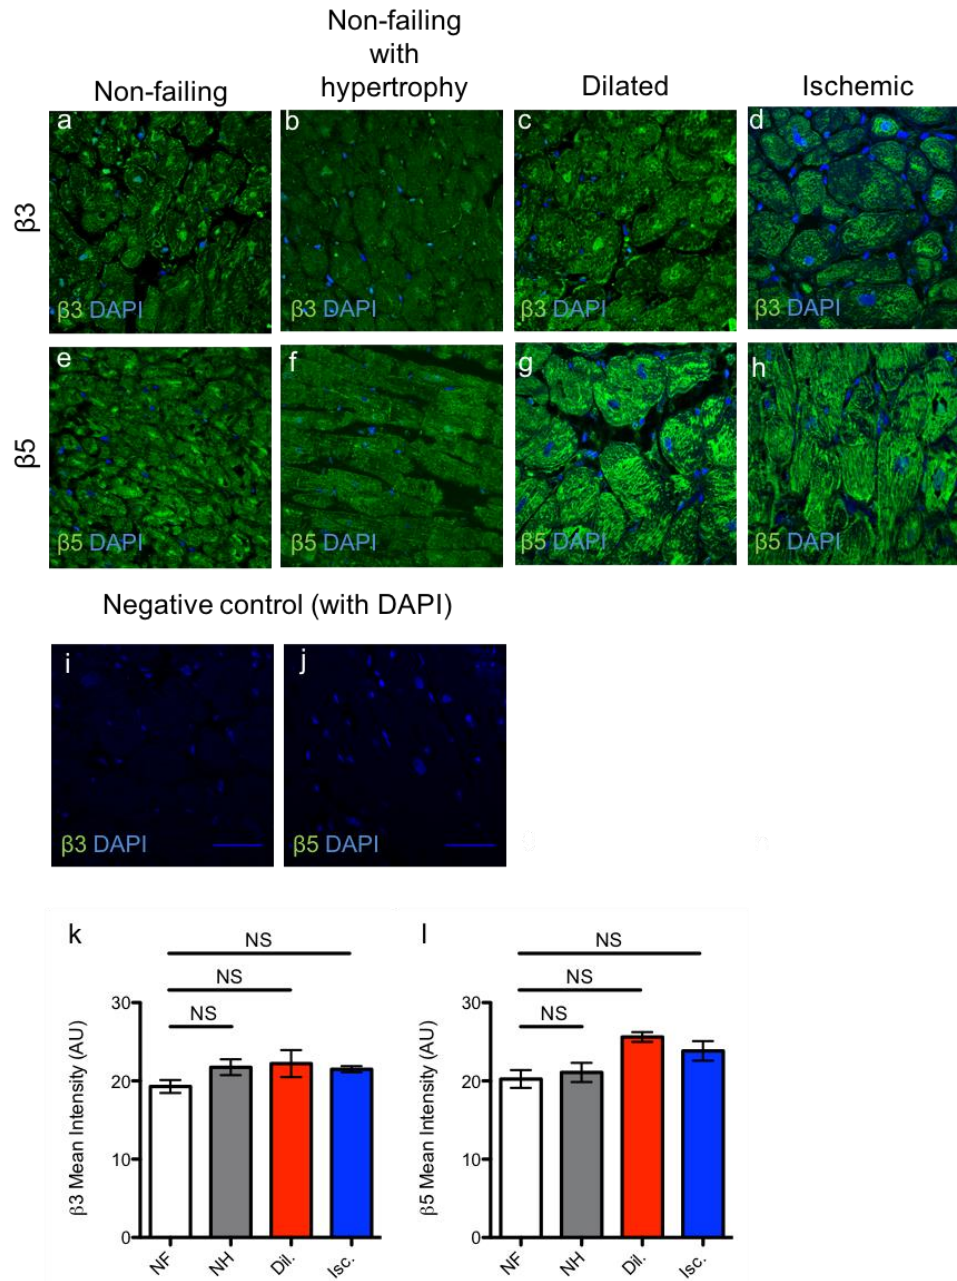 Non-failing
with
hypertrophy
Non-failing
Dilated
Ischemic
β3
a
b
c
d
β3 DAPI
β3 DAPI
β3 DAPI
β3 DAPI
β5
e
f
g
h
β5 DAPI
β5 DAPI
β5 DAPI
β5 DAPI
Negative control (with DAPI)
i
j
β3 DAPI
β5 DAPI
k
NS
NS
NS
β3 Mean Intensity (AU)
30
20
10
0
NF
NH
Dil.
Isc.
l
NS
NS
NS
β5 Mean Intensity (AU)
30
20
10
0
NF
NH
Dil.
Isc.